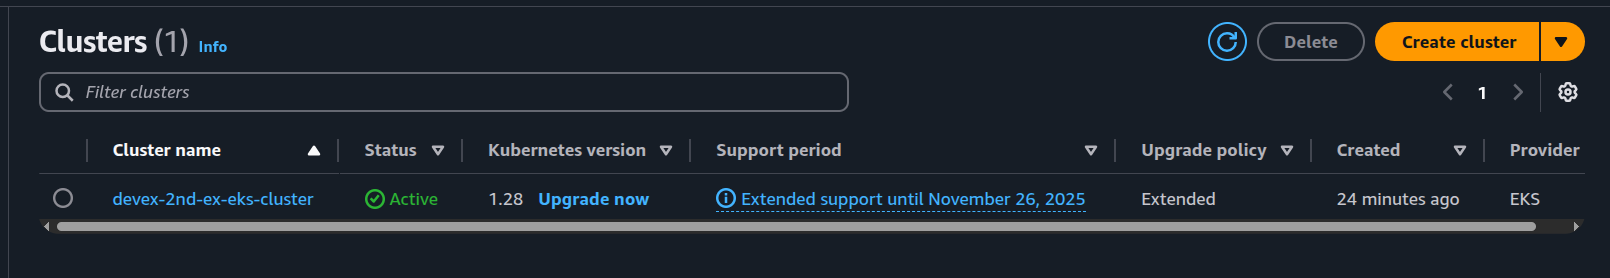 Clusters (1) Info
Delete
Create cluster
Filter clusters
1
Cluster name Status Kubernetes version Support period Upgrade policy Created Provider
devex-2nd-ex-eks-cluster Active 1.28 Upgrade now Extended support until November 26, 2025 Extended 24 minutes ago EKS